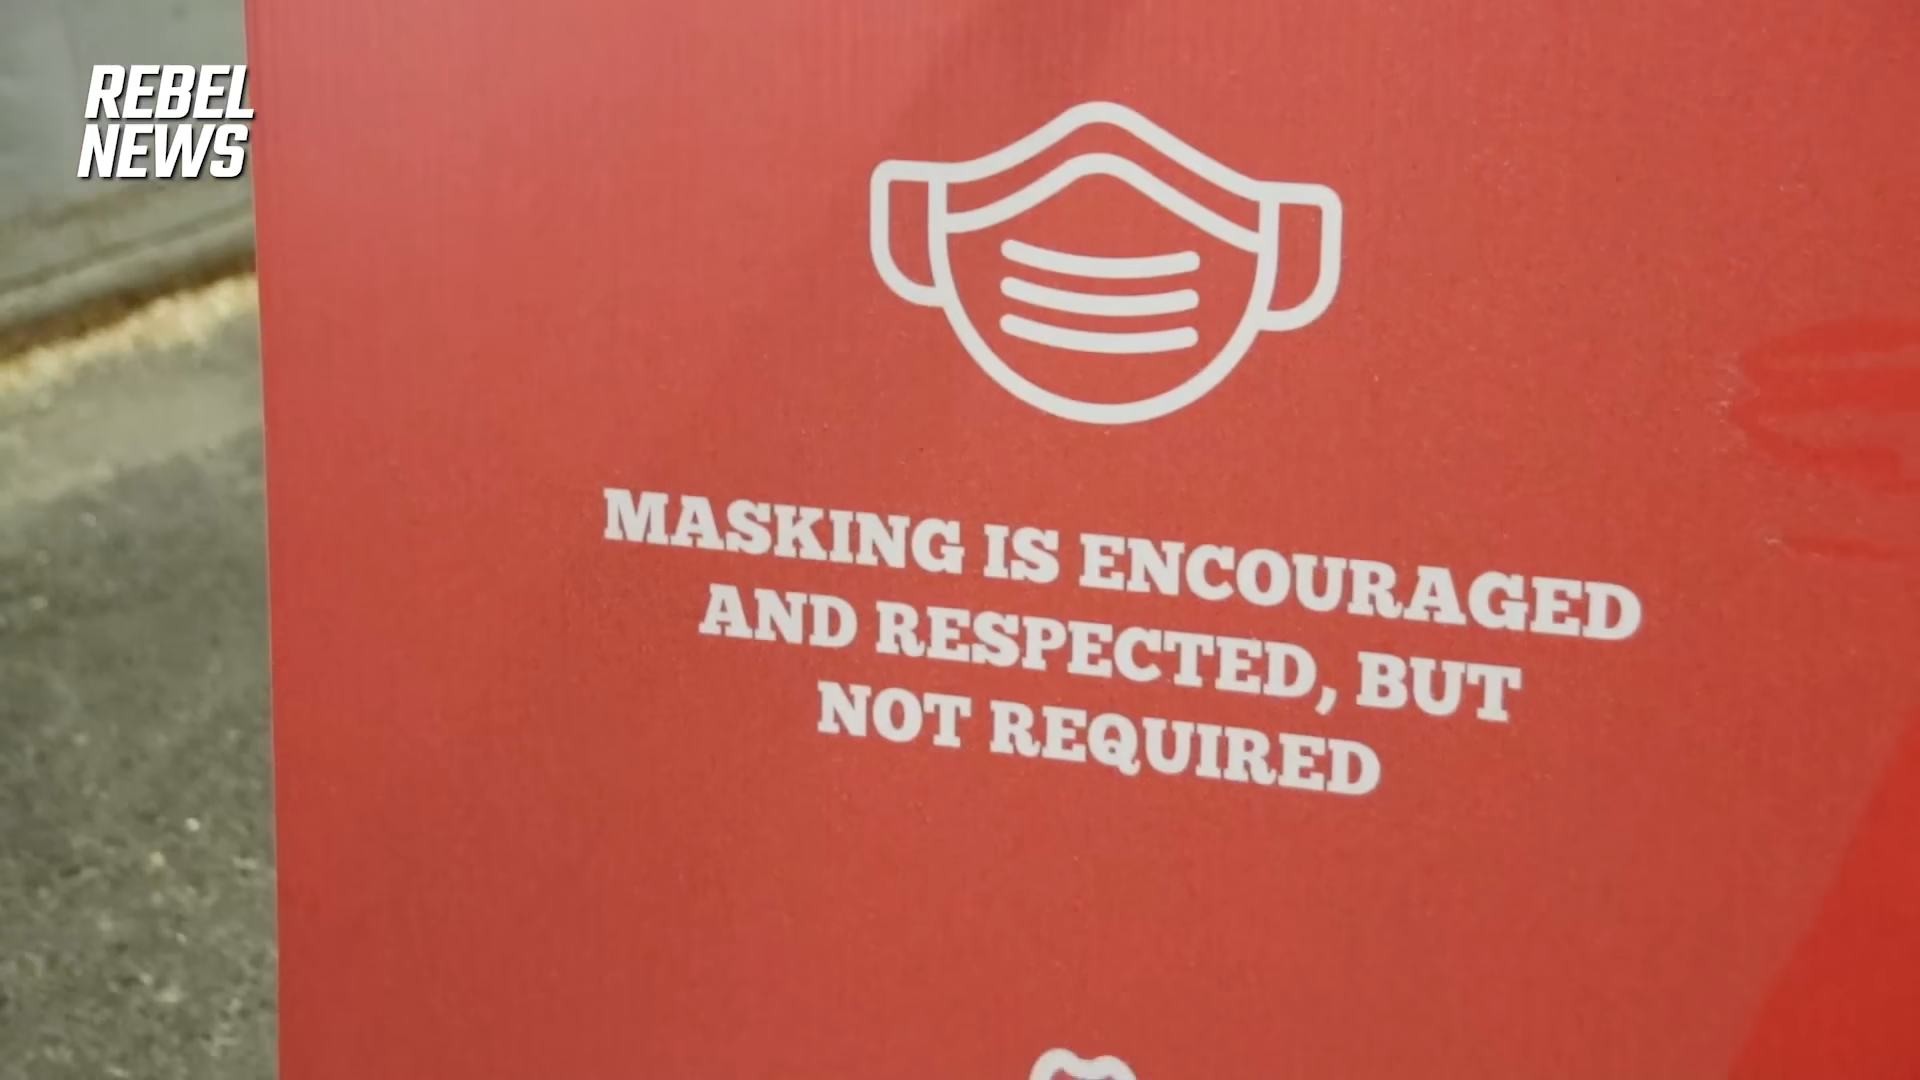 REBEL
NEWS
MASKING IS ENCOURAGED
AND RESPECTED, BUT
NOT REQUIRED